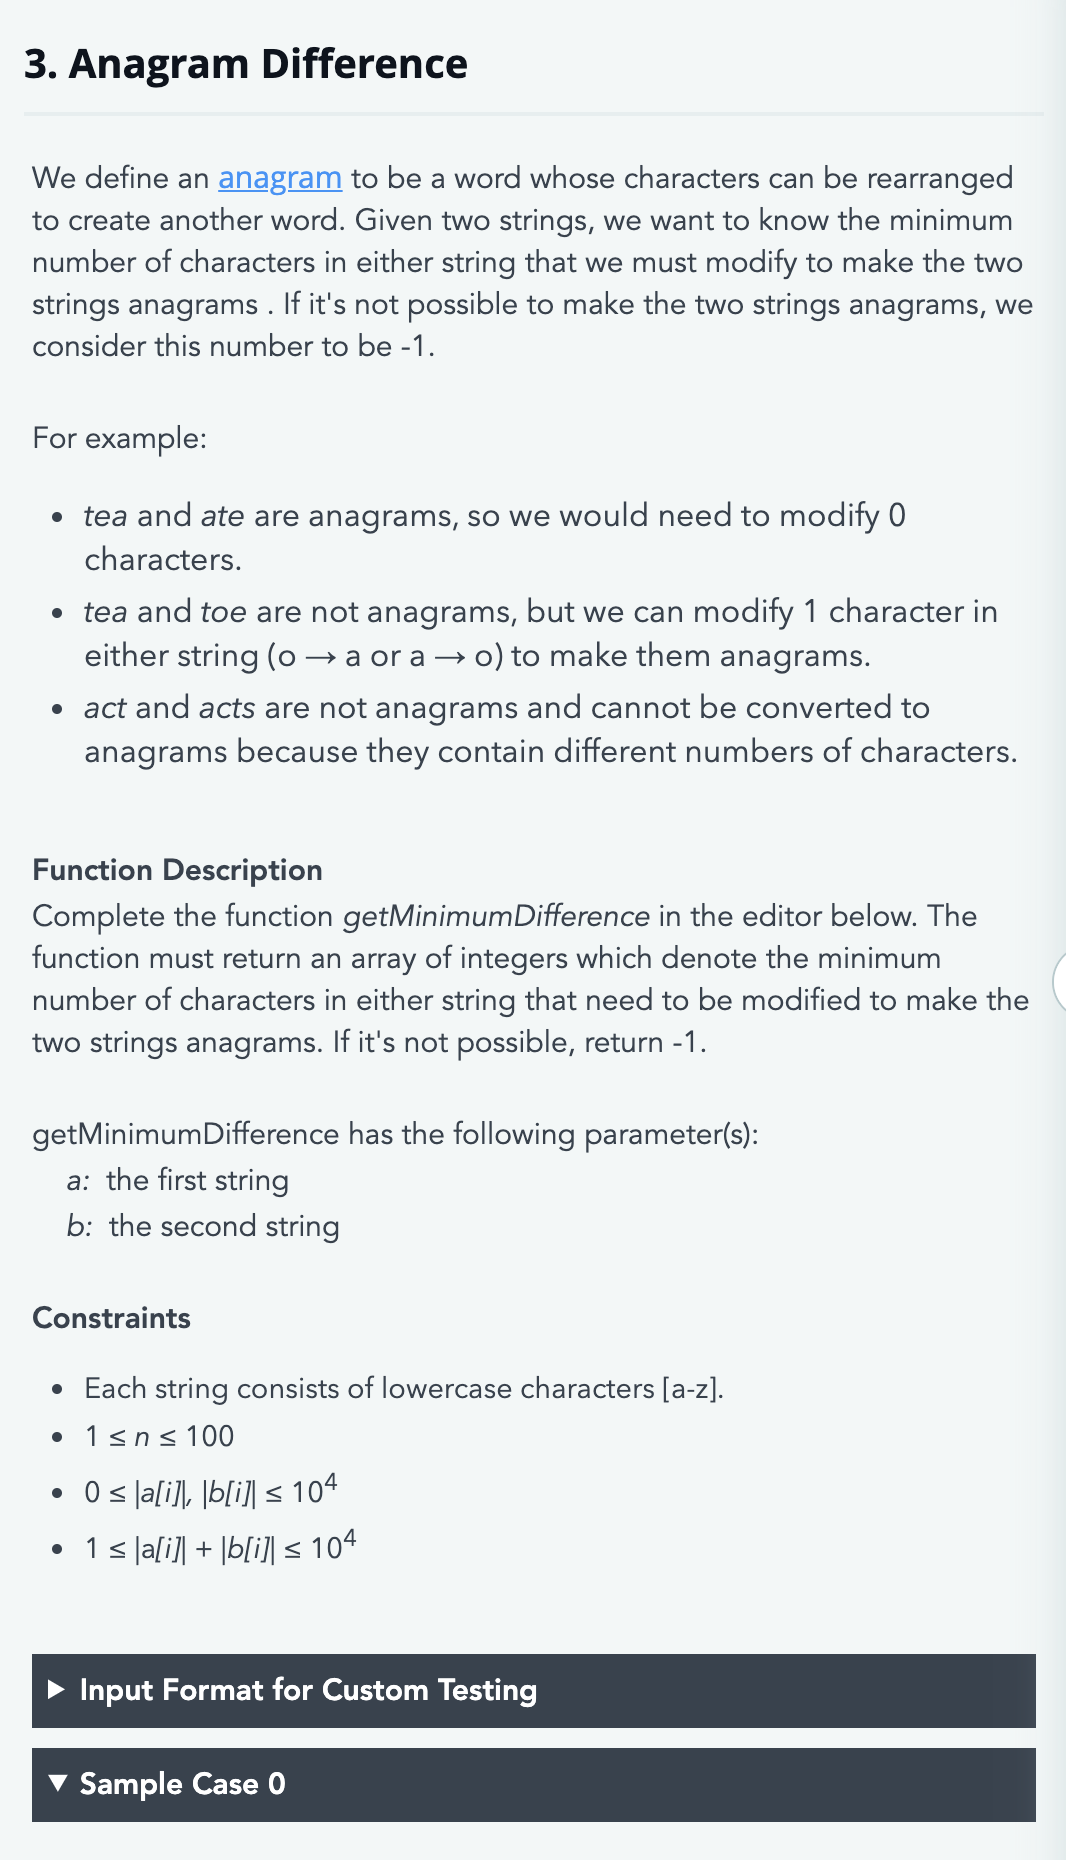 3. Anagram Difference
We define an anagram to be a word whose characters can be rearranged
to create another word. Given two strings, we want to know the minimum
number of characters in either string that we must modify to make the two
strings anagrams . If it's not possible to make the two strings anagrams, we
consider this number to be -1.
For example:
• tea and ate are anagrams, so we would need to modify 0
characters.
• tea and toe are not anagrams, but we can modify 1 character in
either string (o → a or a → o) to make them anagrams.
• act and acts are not anagrams and cannot be converted to
anagrams because they contain different numbers of characters.
Function Description
Complete the function getMinimumDifference in the editor below. The
function must return an array of integers which denote the minimum
number of characters in either string that need to be modified to make the
two strings anagrams. If it's not possible, return -1.
getMinimumDifference has the following parameter(s):
a: the first string
b: the second string
Constraints
• Each string consists of lowercase characters [a-z].
• 1 ≤ n ≤ 100
• 0 ≤ |a[i]|, |b[i]| ≤ 10⁴
• 1 ≤ |a[i]| + |b[i]| ≤ 10⁴
▶ Input Format for Custom Testing
▼ Sample Case 0